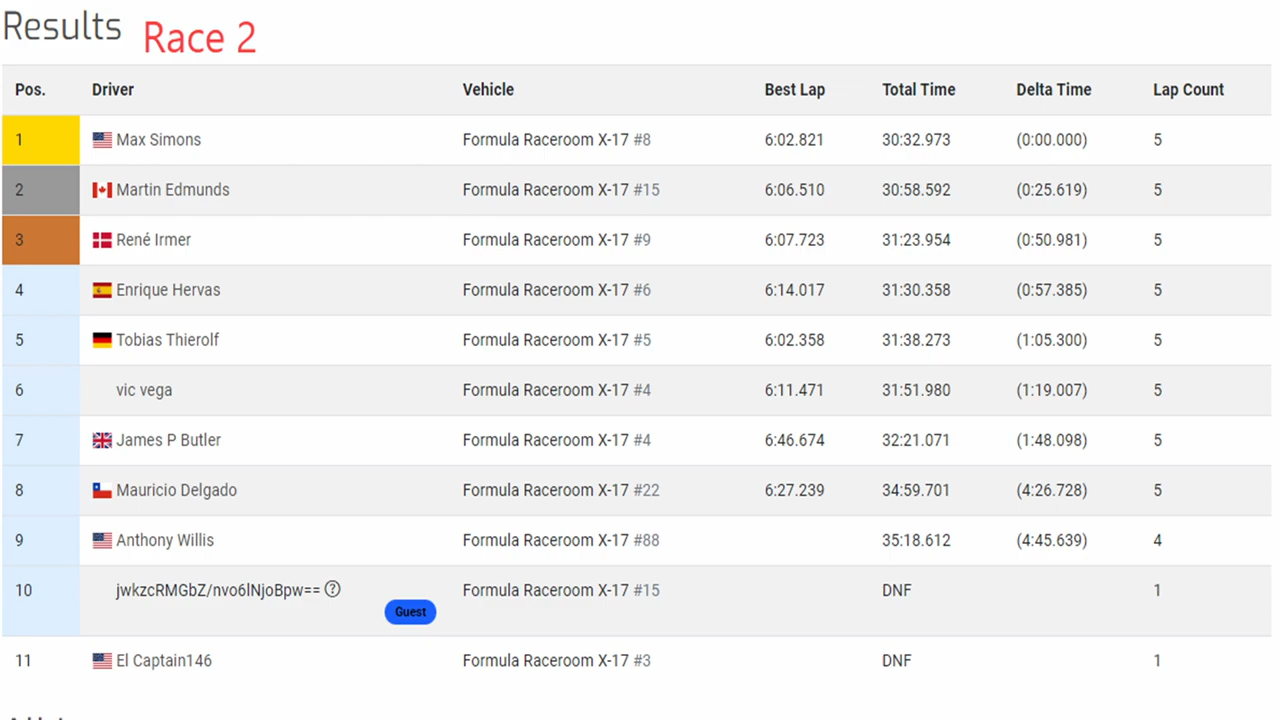 Results Race 2
Pos. Driver Vehicle Best Lap Total Time Delta Time Lap Count
1 Max Simons Formula Raceroom X-17 #8 6:02.821 30:32.973 (0:00.000) 5
2 Martin Edmunds Formula Raceroom X-17 #15 6:06.510 30:58.592 (0:25.619) 5
3 René Irmer Formula Raceroom X-17 #9 6:07.723 31:23.954 (0:50.981) 5
4 Enrique Hervas Formula Raceroom X-17 #6 6:14.017 31:30.358 (0:57.385) 5
5 Tobias Thierolf Formula Raceroom X-17 #5 6:02.358 31:38.273 (1:05.300) 5
6 vic vega Formula Raceroom X-17 #4 6:11.471 31:51.980 (1:19.007) 5
7 James P Butler Formula Raceroom X-17 #4 6:46.674 32:21.071 (1:48.098) 5
8 Mauricio Delgado Formula Raceroom X-17 #22 6:27.239 34:59.701 (4:26.728) 5
9 Anthony Willis Formula Raceroom X-17 #88 35:18.612 (4:45.639) 4
10 jwkzcRMGbZ/nvo6lNjoBpw== ? Formula Raceroom X-17 #15 DNF 1
Guest
11 El Captain146 Formula Raceroom X-17 #3 DNF 1